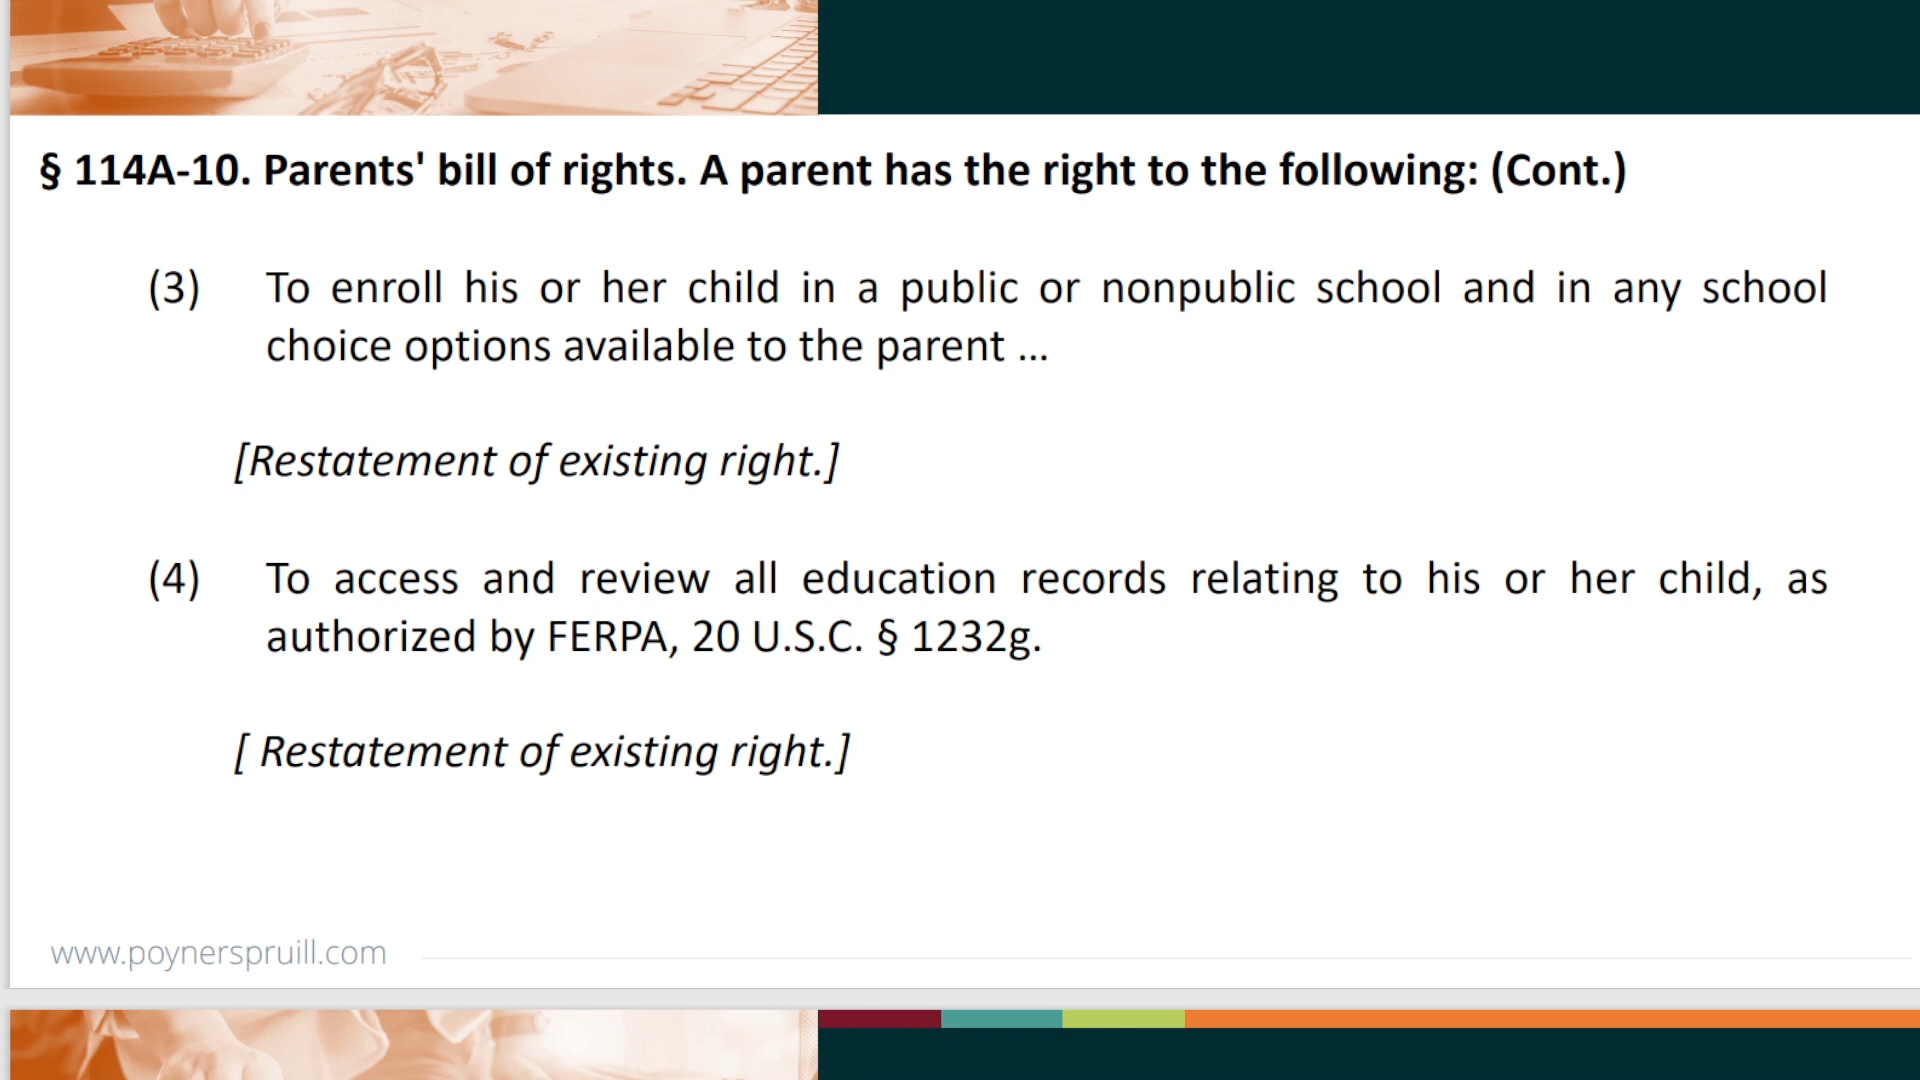 § 114A-10. Parents' bill of rights. A parent has the right to the following: (Cont.)
(3) To enroll his or her child in a public or nonpublic school and in any school
choice options available to the parent ...
[Restatement of existing right.]
(4) To access and review all education records relating to his or her child, as
authorized by FERPA, 20 U.S.C. § 1232g.
[ Restatement of existing right.]
www.poynerspruill.com